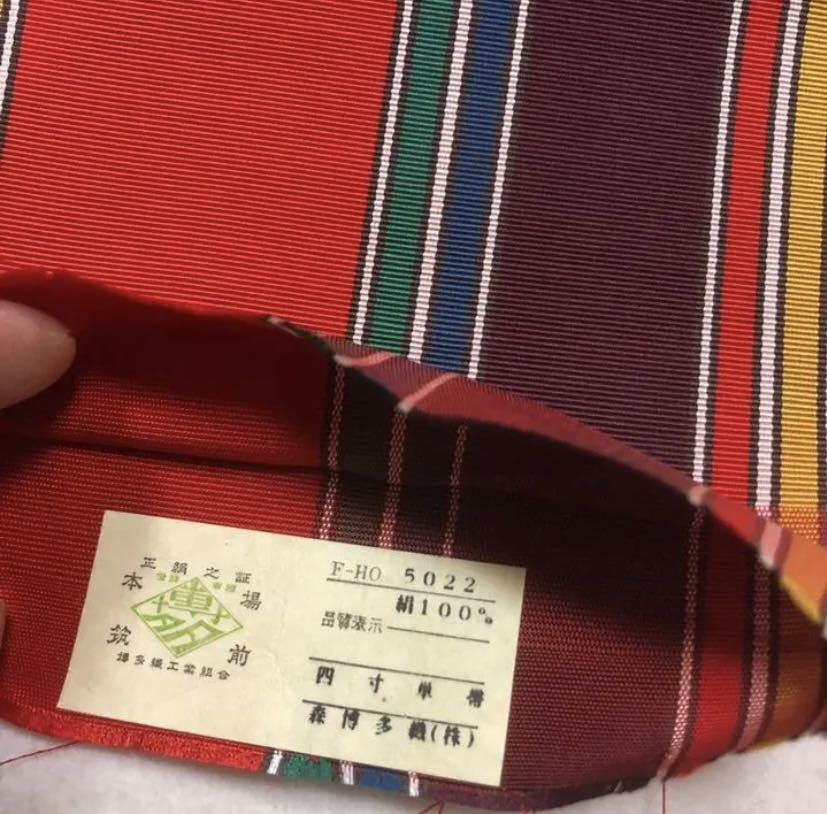 正絹之証
本場
筑前
博多織工業組合
F-HO 5022
絹100%
品質表示
四寸単帯
森博多織(株)